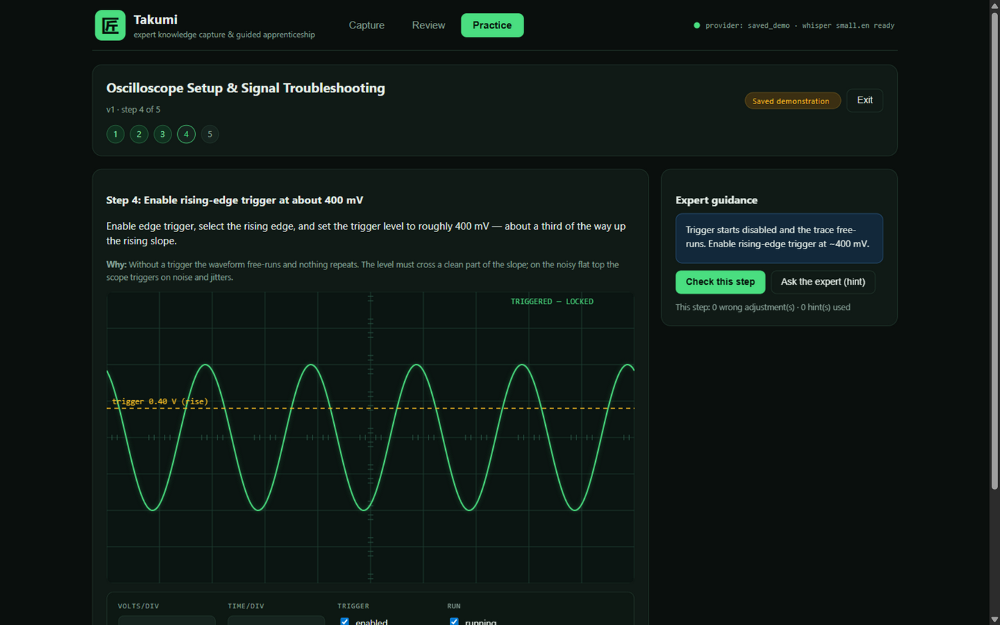 匠
Takumi
expert knowledge capture & guided apprenticeship
Capture
Review
Practice
provider: saved_demo · whisper small.en ready
Oscilloscope Setup & Signal Troubleshooting
v1 · step 4 of 5
1 2 3 4 5
Saved demonstration
Exit
Step 4: Enable rising-edge trigger at about 400 mV
Enable edge trigger, select the rising edge, and set the trigger level to roughly 400 mV — about a third of the way up
the rising slope.
Why: Without a trigger the waveform free-runs and nothing repeats. The level must cross a clean part of the slope; on the noisy flat top the
scope triggers on noise and jitters.
TRIGGERED — LOCKED
trigger 0.40 V (rise)
VOLTS/DIV
TIME/DIV
TRIGGER
RUN
enabled
running
Expert guidance
Trigger starts disabled and the trace free-
runs. Enable rising-edge trigger at ~400 mV.
Check this step
Ask the expert (hint)
This step: 0 wrong adjustment(s) · 0 hint(s) used